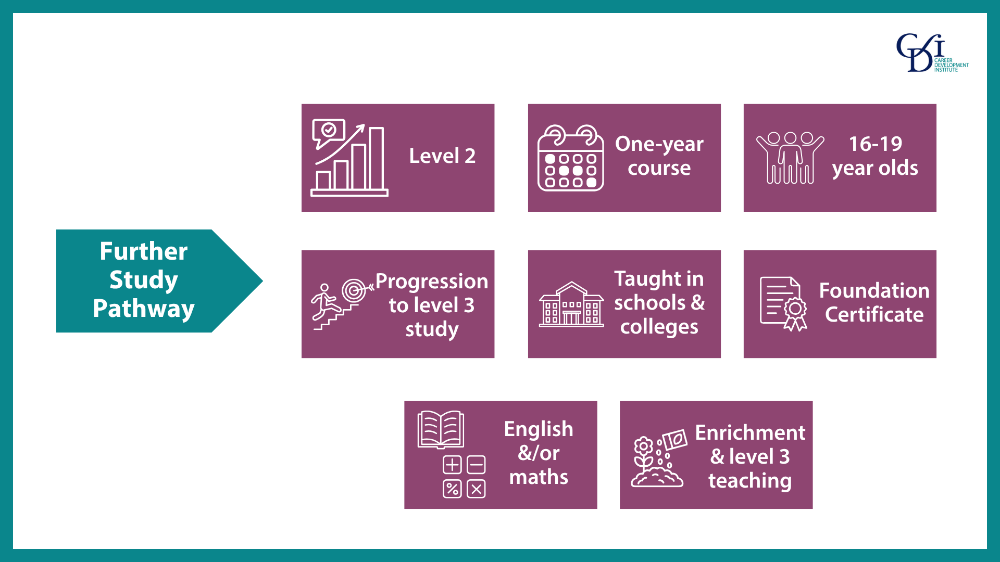 CDI
CAREER
DEVELOPMENT
INSTITUTE
Level 2
One-year
course
16-19
year olds
Further
Study
Pathway
Progression
to level 3
study
Taught in
schools &
colleges
Foundation
Certificate
English
&/or
maths
Enrichment
& level 3
teaching